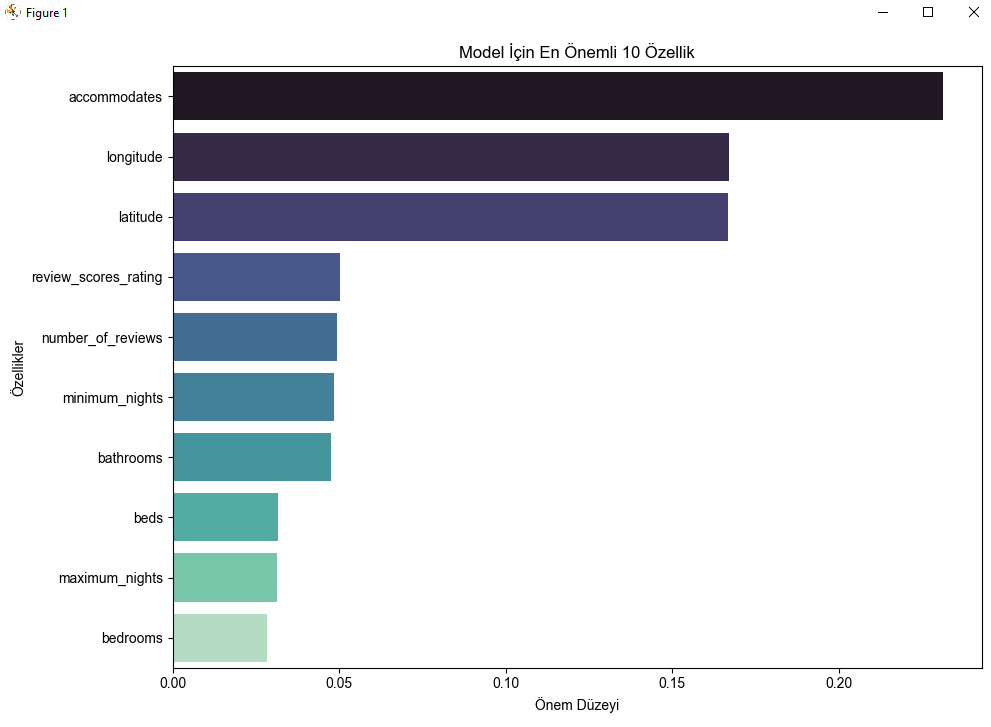 Figure 1
Model İçin En Önemli 10 Özellik
accommodates
longitude
latitude
review_scores_rating
number_of_reviews
minimum_nights
bathrooms
beds
maximum_nights
bedrooms
Özellikler
0.00 0.05 0.10 0.15 0.20
Önem Düzeyi